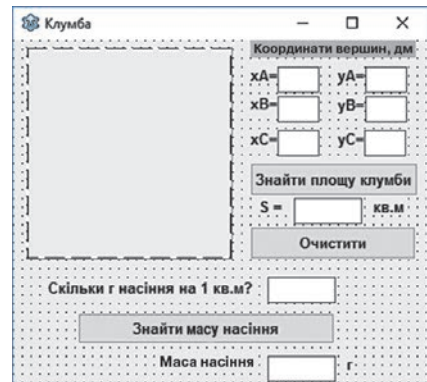 Клумба
Координати вершин, дм
xA= yA=
xB= yB=
xC= yC=
Знайти площу клумби
S = кв.м
Очистити
Скільки г насіння на 1 кв.м?
Знайти масу насіння
Маса насіння г